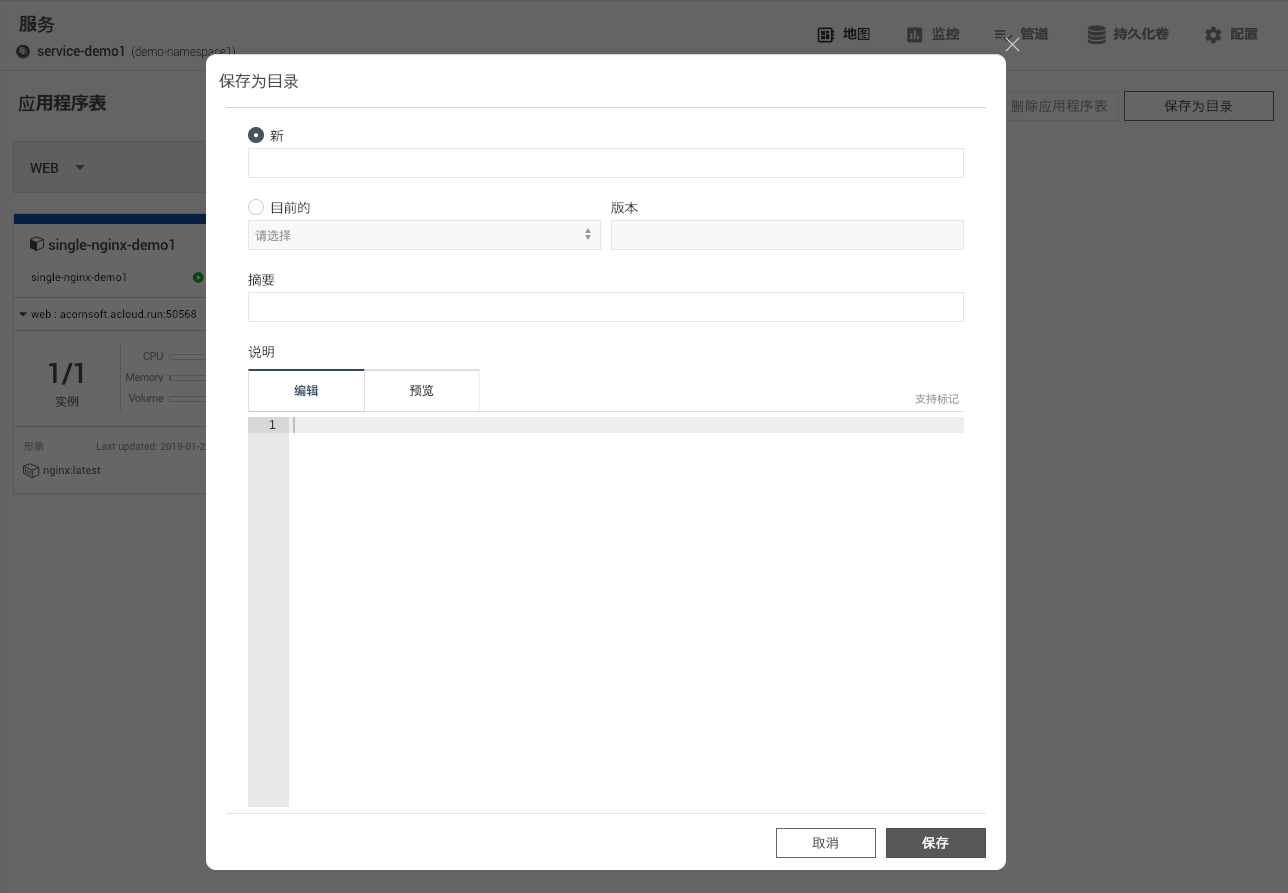 服务
service-demo1 (demo-namespace1)
地图 监控 管道 持久化卷 配置
保存为目录
应用程序表
删除应用程序表 保存为目录
新
WEB
目前的 版本
请选择
single-nginx-demo1
single-nginx-demo1
摘要
web : acornsoft.acloud.run:50568
说明
1/1
实例
CPU
Memory
Volume
编辑 预览
支持标记
1
形象 Last updated: 2019-01-2
nginx:latest
取消 保存